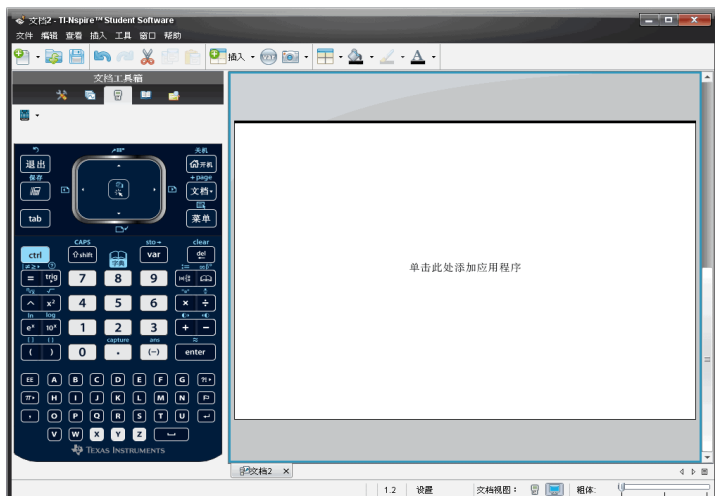 文档2 - TI-Nspire™ Student Software
文件 编辑 查看 插入 工具 窗口 帮助
插入
文档工具箱
关机
退出 开机
保存 +page
文档
tab 菜单
CAPS sto→ clear
ctrl ⇧shift 字典 var del
= trig 7 8 9
^ x² 4 5 6 × ÷
ln log
eˣ 10ˣ 1 2 3 + −
capture ans ≈
( ) 0 . (−) enter
EE A B C D E F G ?!▸
π▸ H I J K L M N
, O P Q R S T U ↵
V W X Y Z
TEXAS INSTRUMENTS
单击此处添加应用程序
文档2 ×
1.2 设置 文档视图： 粗体: